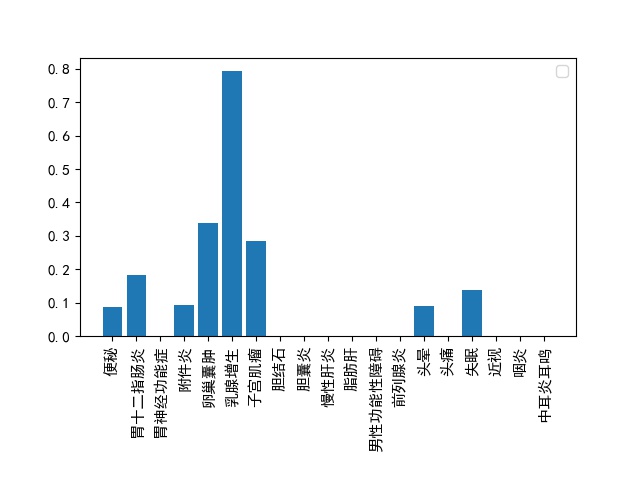 0.8
0.7
0.6
0.5
0.4
0.3
0.2
0.1
0.0
便秘
胃十二指肠炎
胃神经功能症
附件炎
卵巢囊肿
乳腺增生
子宫肌瘤
胆结石
胆囊炎
慢性肝炎
脂肪肝
男性功能性障碍
前列腺炎
头晕
头痛
失眠
近视
咽炎
中耳炎耳鸣